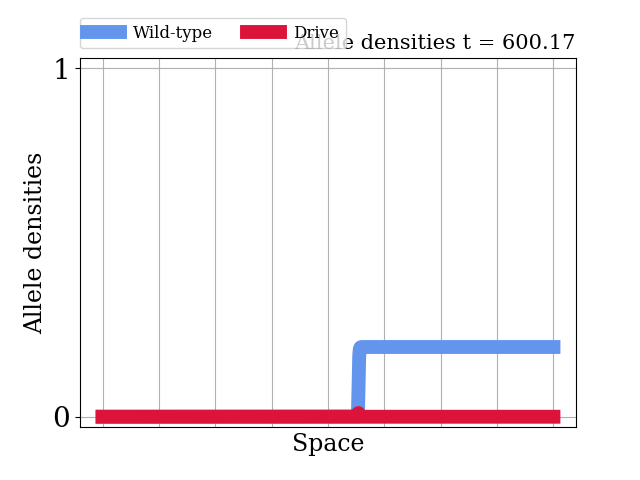 Wild-type
Drive
Allele densities t = 600.17
1
Allele densities
0
Space